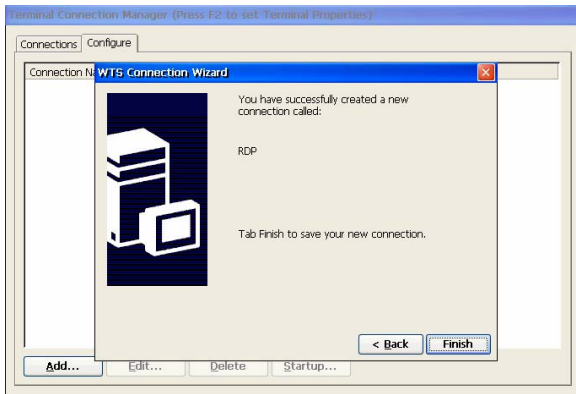 Terminal Connection Manager (Press F2 to set Terminal Properties)
Connections Configure
Connection Na
WTS Connection Wizard
You have successfully created a new
connection called:
RDP
Tab Finish to save your new connection.
< Back Finish
Add... Edit... Delete Startup...